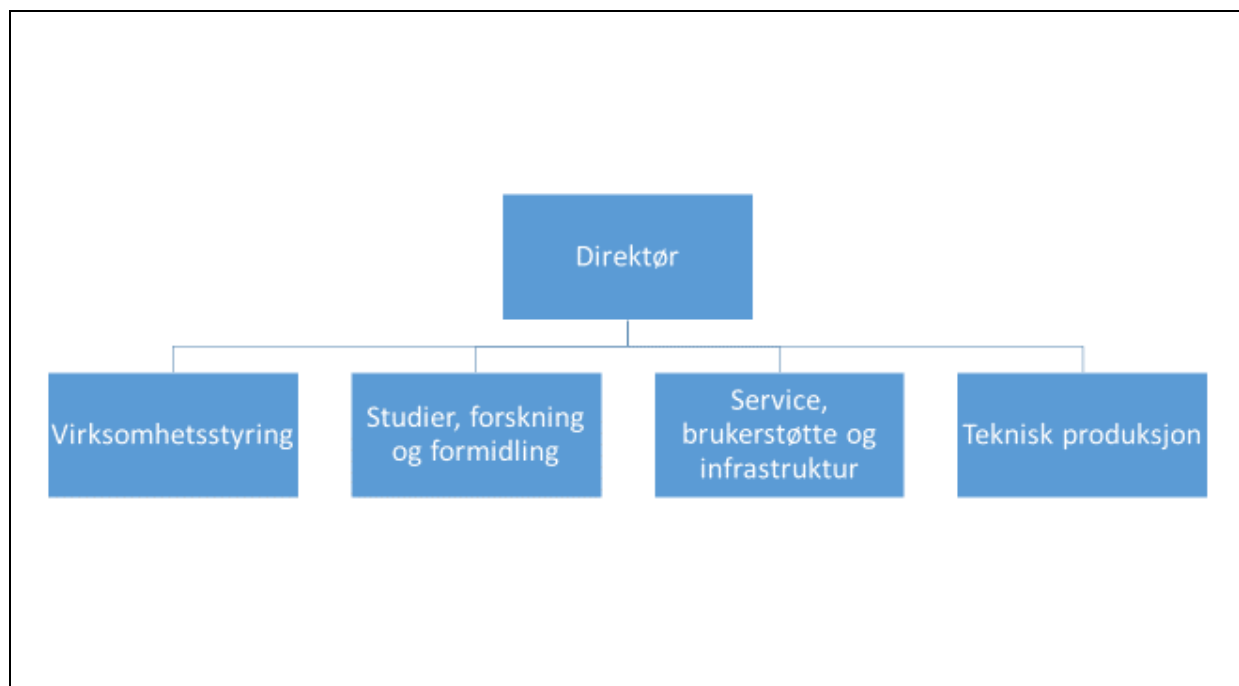 Direktør
Virksomhetsstyring
Studier, forskning
og formidling
Service,
brukerstøtte og
infrastruktur
Teknisk produksjon